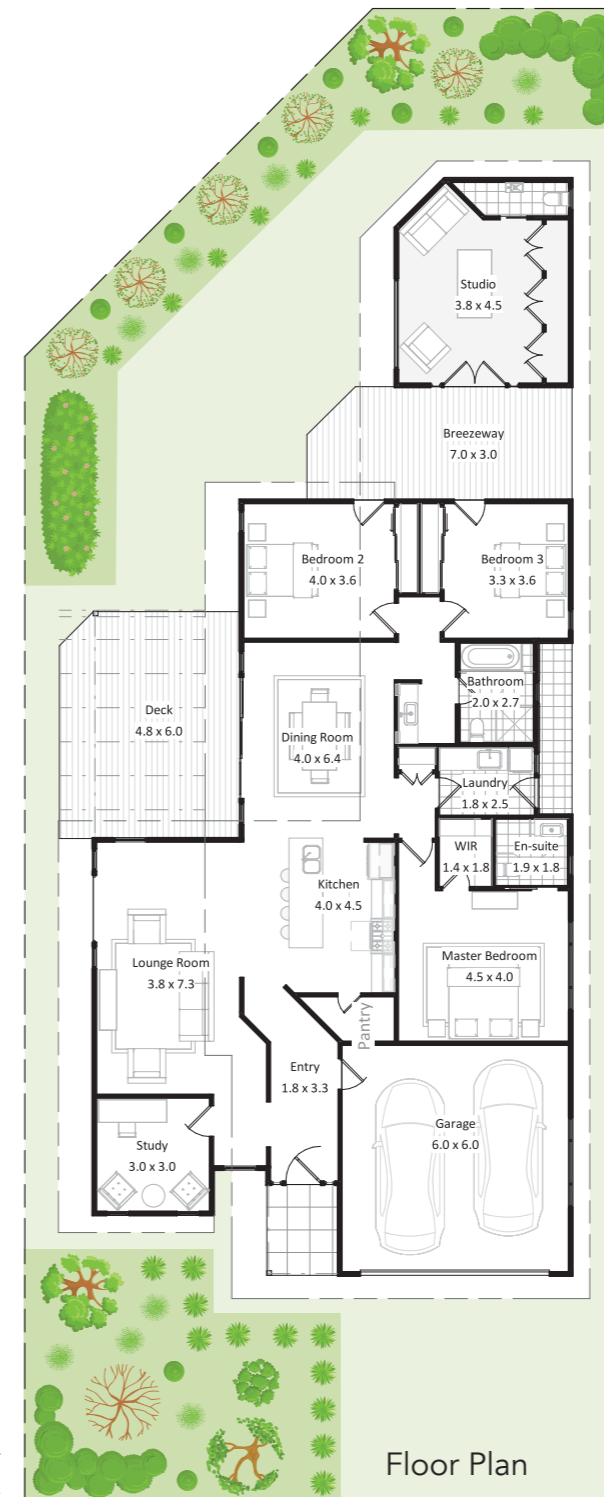 Studio
3.8 x 4.5
Breezeway
7.0 x 3.0
Bedroom 2
4.0 x 3.6
Bedroom 3
3.3 x 3.6
Deck
4.8 x 6.0
Dining Room
4.0 x 6.4
Bathroom
2.0 x 2.7
Laundry
1.8 x 2.5
WIR
1.4 x 1.8
En-suite
1.9 x 1.8
Kitchen
4.0 x 4.5
Lounge Room
3.8 x 7.3
Master Bedroom
4.5 x 4.0
Pantry
Entry
1.8 x 3.3
Garage
6.0 x 6.0
Study
3.0 x 3.0
Floor Plan